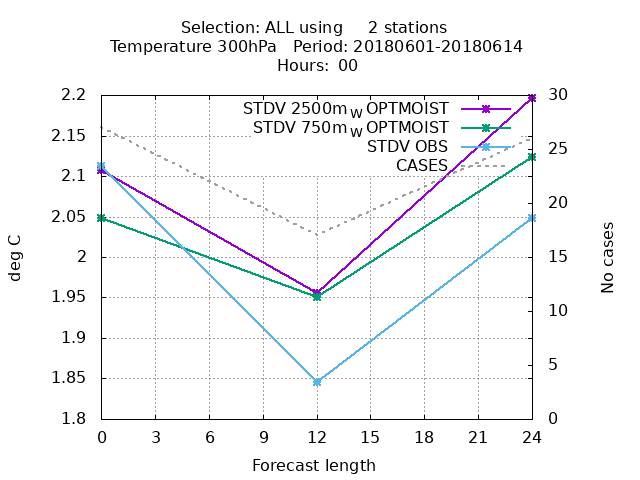 Selection: ALL using 2 stations
Temperature 300hPa Period: 20180601-20180614
Hours: 00
deg C
No cases
2.2
2.15
2.1
2.05
2
1.95
1.9
1.85
1.8
STDV 2500m_W OPTMOIST
STDV 750m_W OPTMOIST
STDV OBS
CASES
30
25
20
15
10
5
0
0 3 6 9 12 15 18 21 24
Forecast length